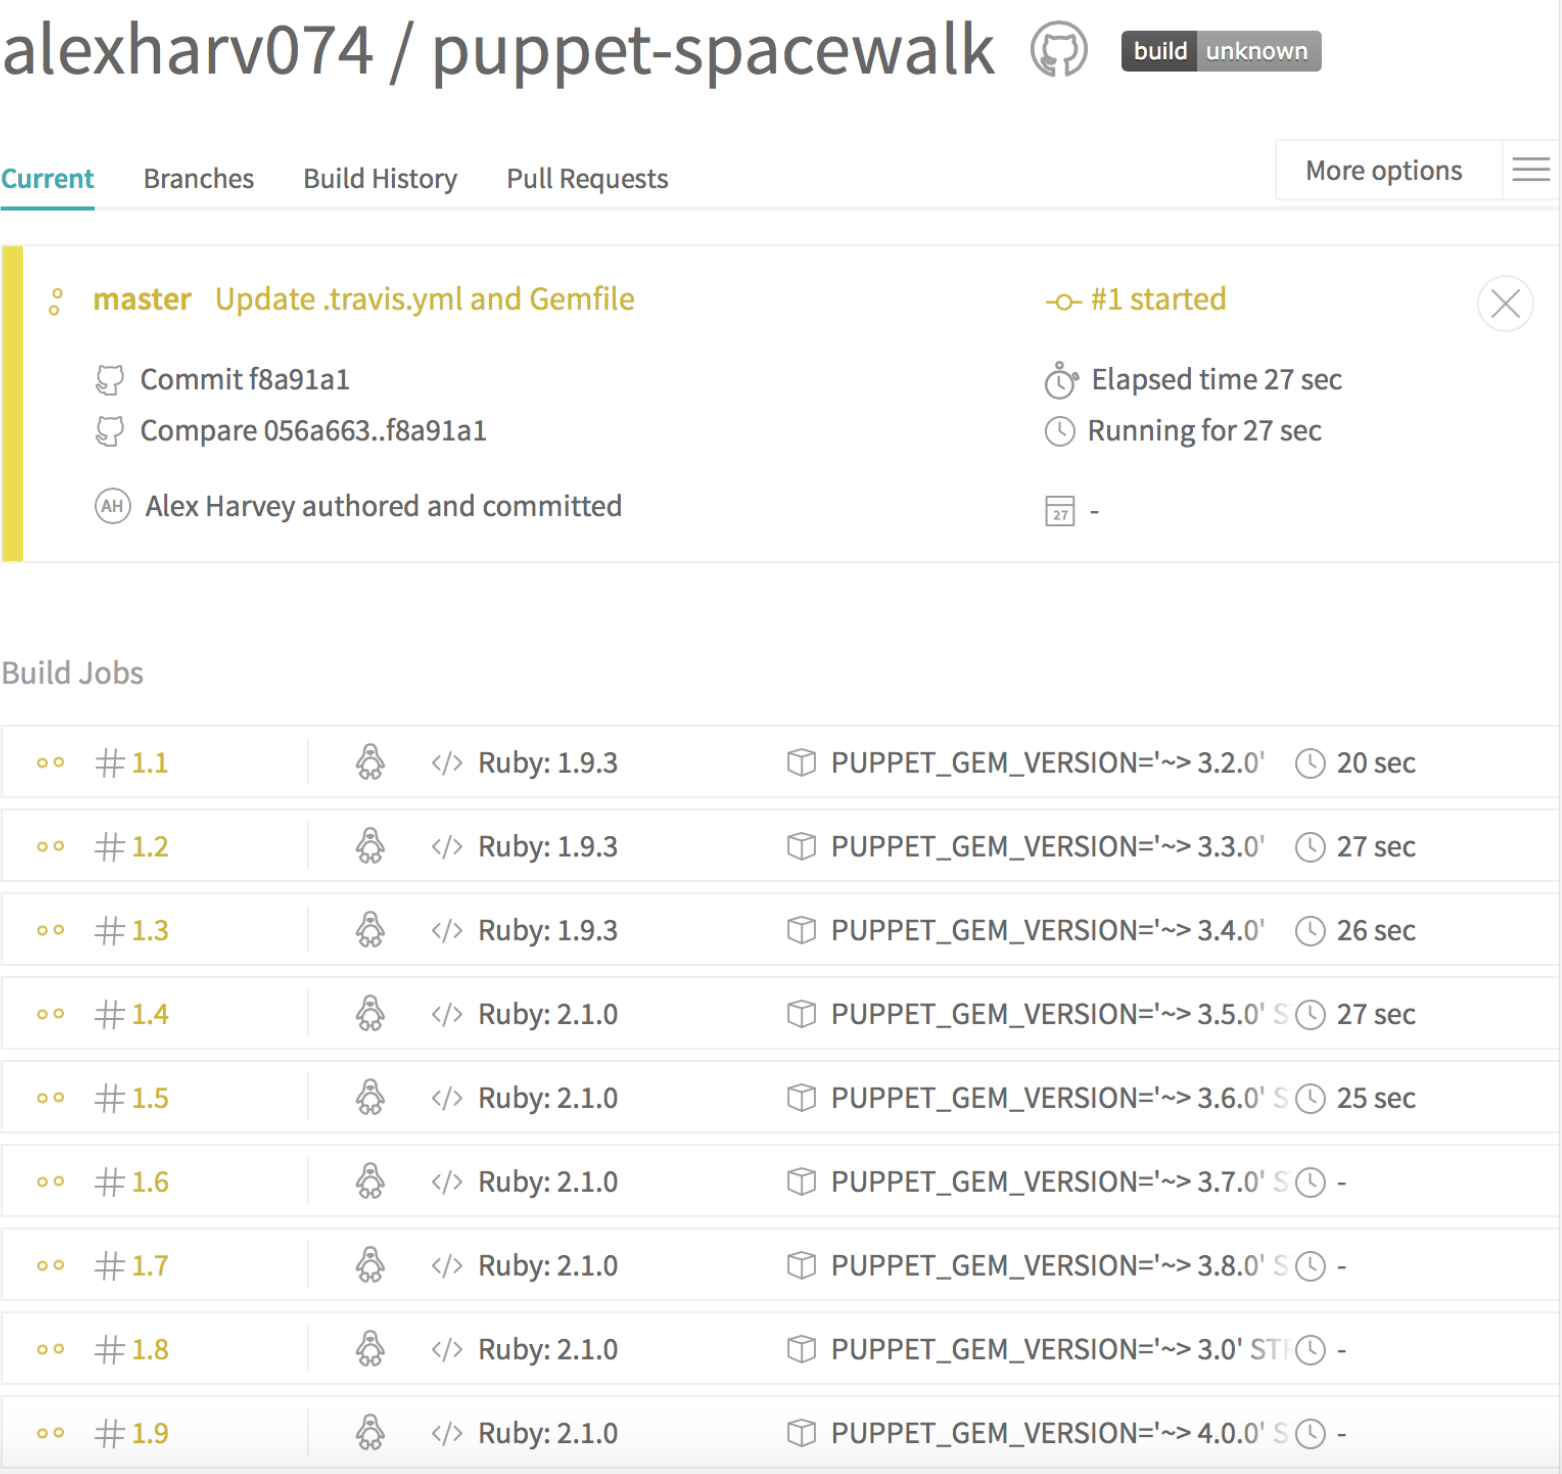 alexharv074 / puppet-spacewalk build unknown
Current Branches Build History Pull Requests More options
master Update .travis.yml and Gemfile #1 started
Commit f8a91a1 Elapsed time 27 sec
Compare 056a663..f8a91a1 Running for 27 sec
AH Alex Harvey authored and committed 27 -
Build Jobs
# 1.1 </> Ruby: 1.9.3 PUPPET_GEM_VERSION='~> 3.2.0' 20 sec
# 1.2 </> Ruby: 1.9.3 PUPPET_GEM_VERSION='~> 3.3.0' 27 sec
# 1.3 </> Ruby: 1.9.3 PUPPET_GEM_VERSION='~> 3.4.0' 26 sec
# 1.4 </> Ruby: 2.1.0 PUPPET_GEM_VERSION='~> 3.5.0' S 27 sec
# 1.5 </> Ruby: 2.1.0 PUPPET_GEM_VERSION='~> 3.6.0' S 25 sec
# 1.6 </> Ruby: 2.1.0 PUPPET_GEM_VERSION='~> 3.7.0' S -
# 1.7 </> Ruby: 2.1.0 PUPPET_GEM_VERSION='~> 3.8.0' S -
# 1.8 </> Ruby: 2.1.0 PUPPET_GEM_VERSION='~> 3.0' ST -
# 1.9 </> Ruby: 2.1.0 PUPPET_GEM_VERSION='~> 4.0.0' S -